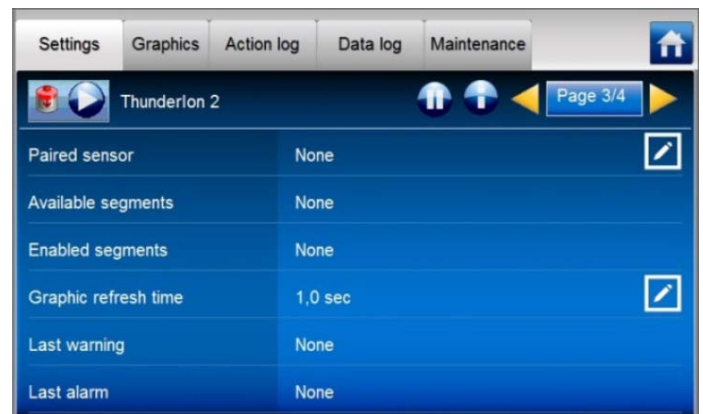 Settings Graphics Action log Data log Maintenance
ThunderIon 2 Page 3/4
Paired sensor None
Available segments None
Enabled segments None
Graphic refresh time 1,0 sec
Last warning None
Last alarm None